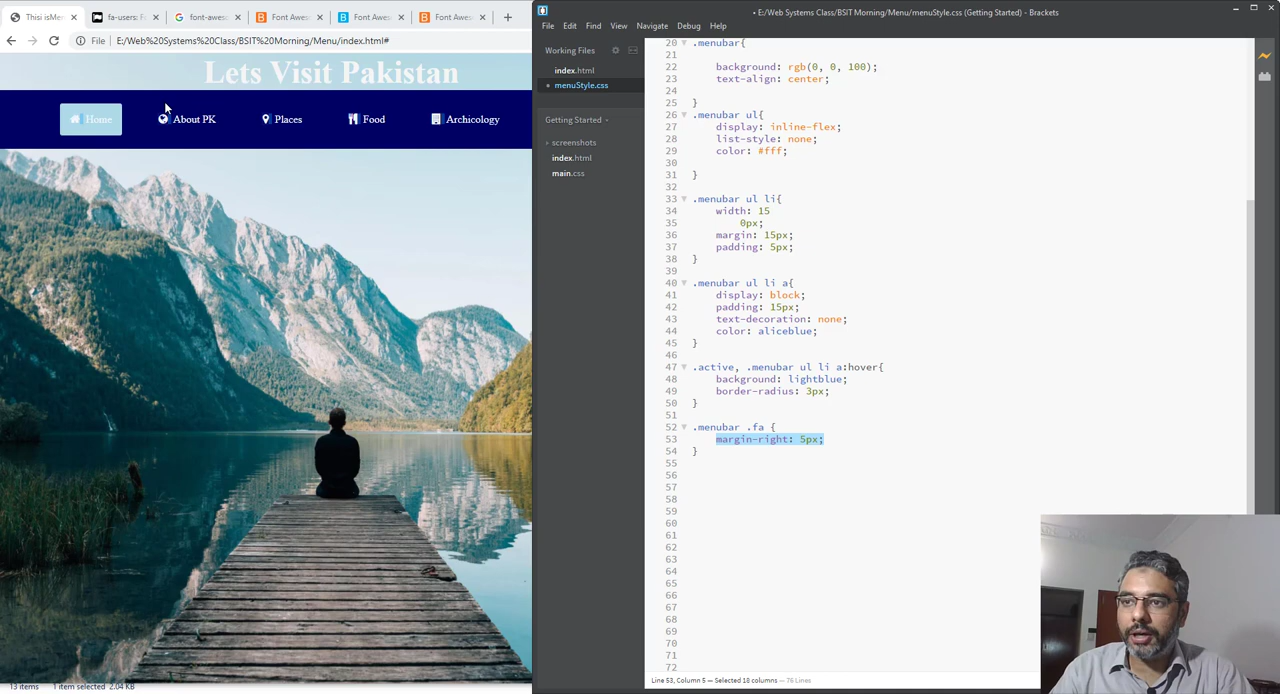 Thisi isMen
fa-users: F
font-aweso
Font Awes
Font Awes
Font Awes
File
E:/Web%20Systems%20Class/BSIT%20Morning/Menu/index.html#
Lets Visit Pakistan
Home
About PK
Places
Food
Archicology
13 items 1 item selected 2.04 KB
• E:/Web Systems Class/BSIT Morning/Menu/menuStyle.css (Getting Started) - Brackets
File Edit Find View Navigate Debug Help
Working Files
index.html
menuStyle.css
Getting Started
screenshots
index.html
main.css
20 .menubar{
21
22 background: rgb(0, 0, 100);
23 text-align: center;
24
25 }
26 .menubar ul{
27 display: inline-flex;
28 list-style: none;
29 color: #fff;
30
31 }
32
33 .menubar ul li{
34 width: 15
35 0px;
36 margin: 15px;
37 padding: 5px;
38 }
39
40 .menubar ul li a{
41 display: block;
42 padding: 15px;
43 text-decoration: none;
44 color: aliceblue;
45 }
46
47 .active, .menubar ul li a:hover{
48 background: lightblue;
49 border-radius: 3px;
50 }
51
52 .menubar .fa {
53 margin-right: 5px;
54 }
55
56
57
58
59
60
61
62
63
64
65
66
67
68
69
70
71
72
Line 53, Column 5 — Selected 18 columns — 76 Lines